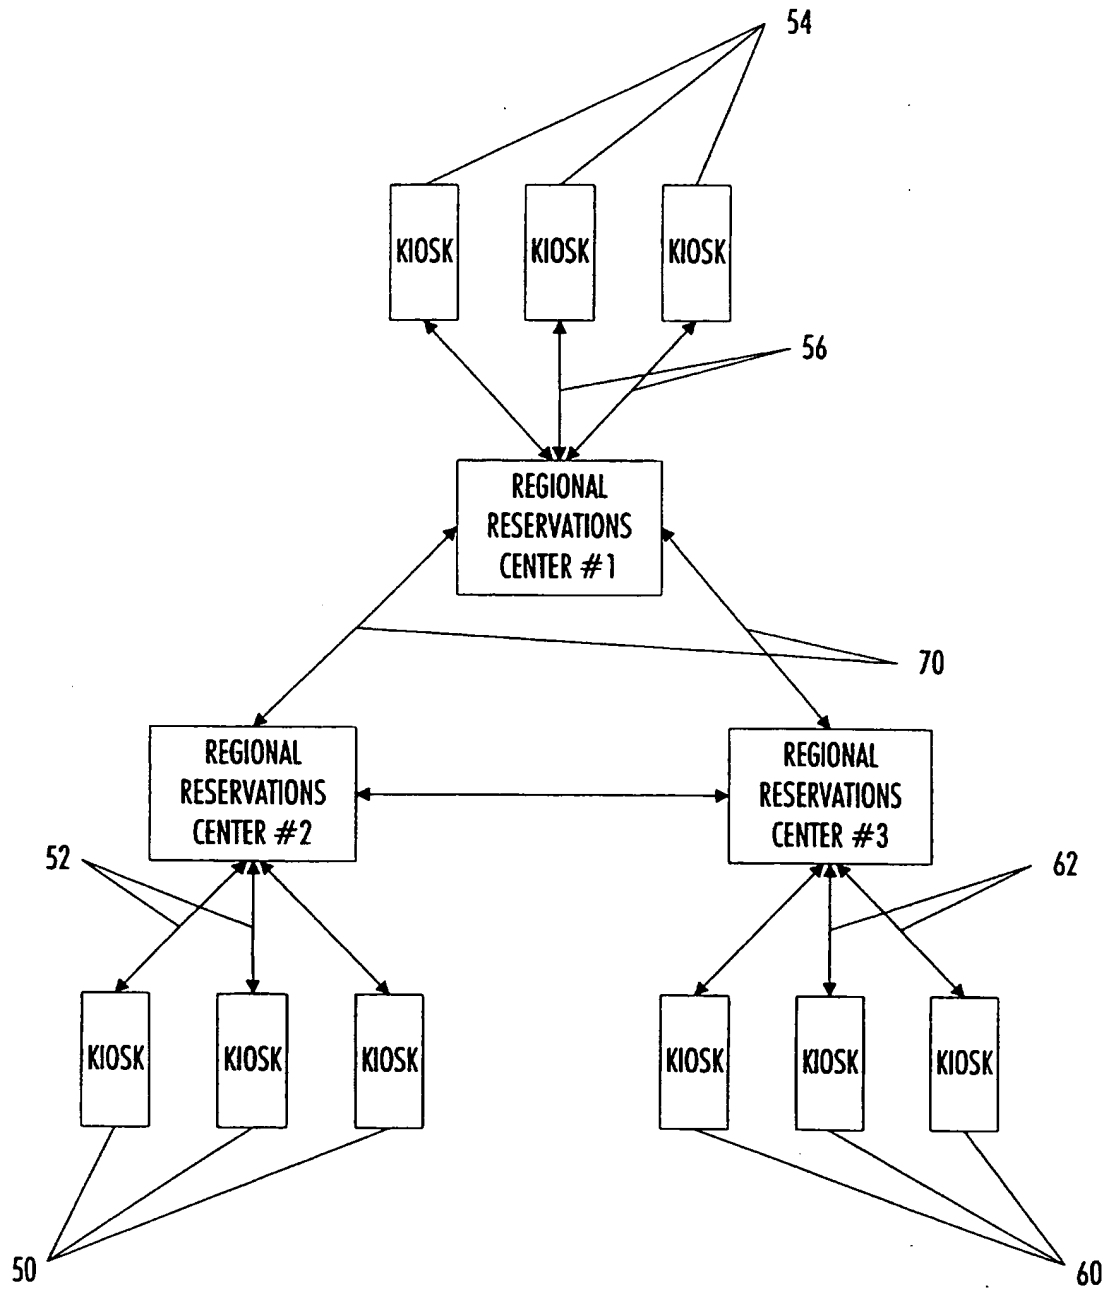 54
KIOSK KIOSK KIOSK
56
REGIONAL
RESERVATIONS
CENTER #1
70
REGIONAL
RESERVATIONS
CENTER #2
REGIONAL
RESERVATIONS
CENTER #3
52
62
KIOSK KIOSK KIOSK
KIOSK KIOSK KIOSK
50
60